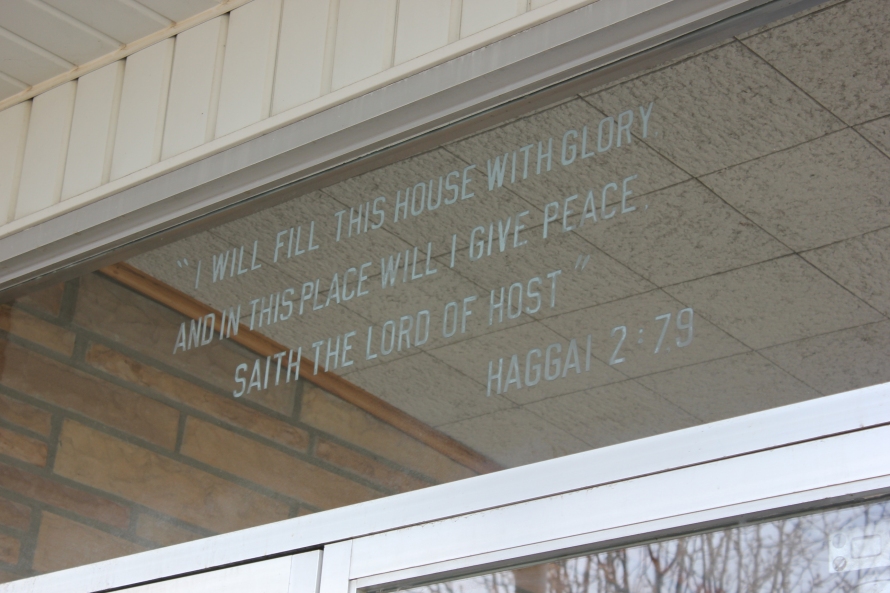 "I WILL FILL THIS HOUSE WITH GLORY
AND IN THIS PLACE WILL I GIVE PEACE
SAITH THE LORD OF HOST"
HAGGAI 2:7.9